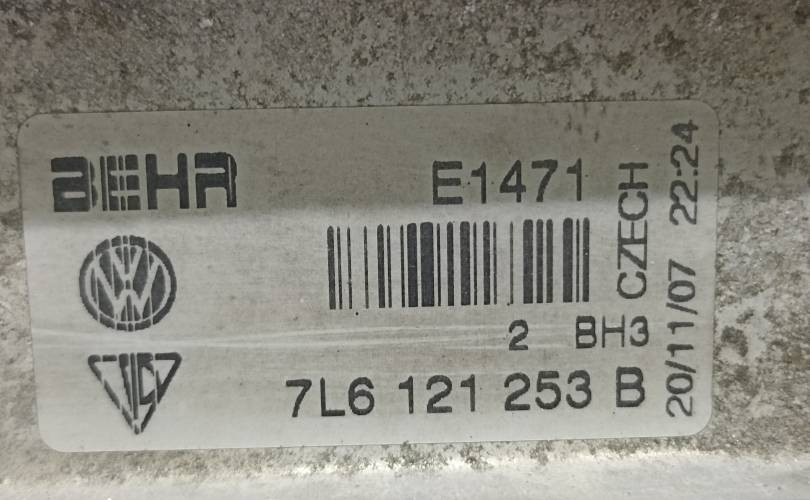 BEHR
E1471
2 BH3
7L6 121 253 B
CZECH
20/11/07 22:24